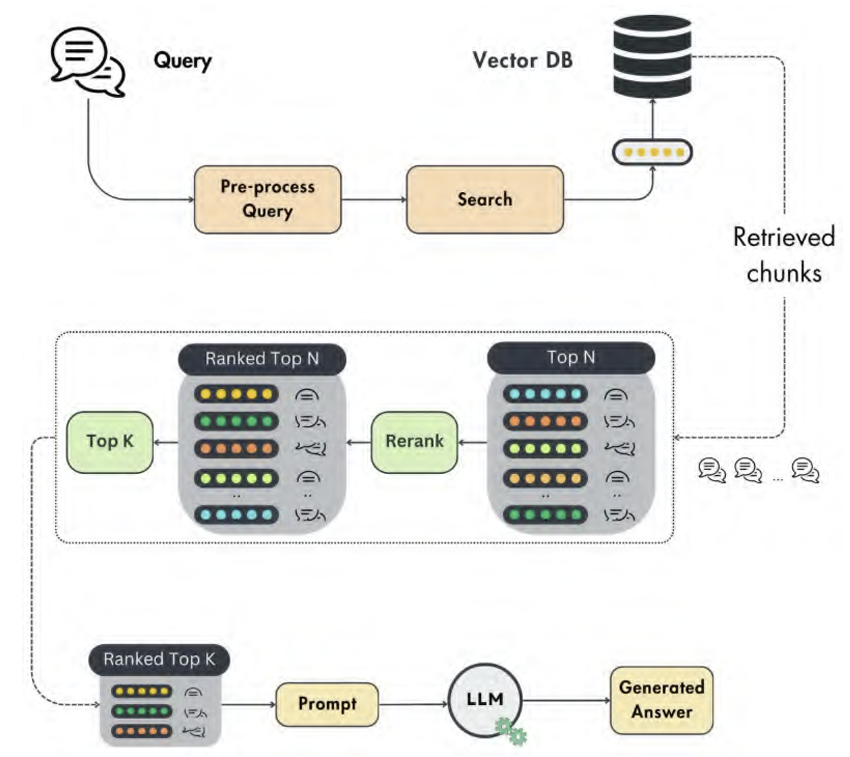 Query
Vector DB
Pre-process
Query
Search
Retrieved
chunks
Ranked Top N
Top N
Top K
Rerank
..
..
..
..
...
Ranked Top K
Prompt
LLM
Generated
Answer